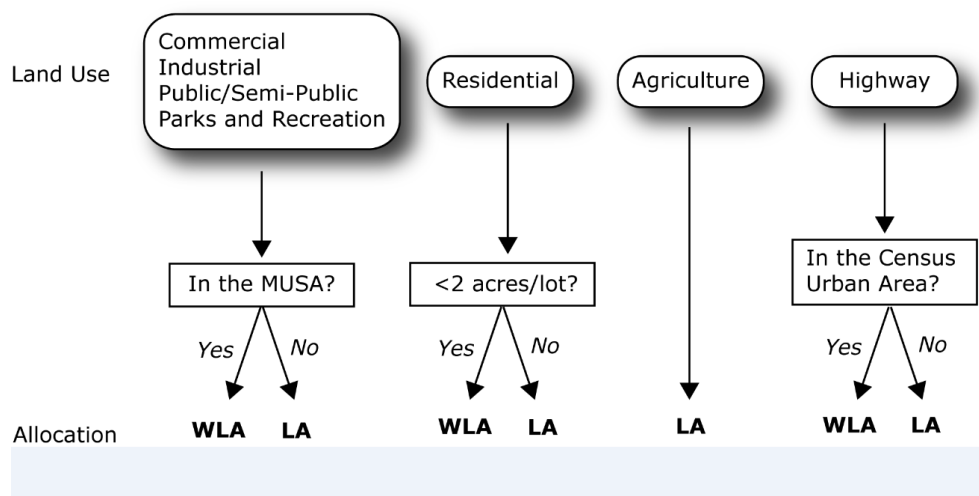 Land Use
Commercial
Industrial
Public/Semi-Public
Parks and Recreation
Residential
Agriculture
Highway
In the MUSA?
<2 acres/lot?
In the Census
Urban Area?
Yes
No
Yes
No
Yes
No
Allocation
WLA
LA
WLA
LA
LA
WLA
LA